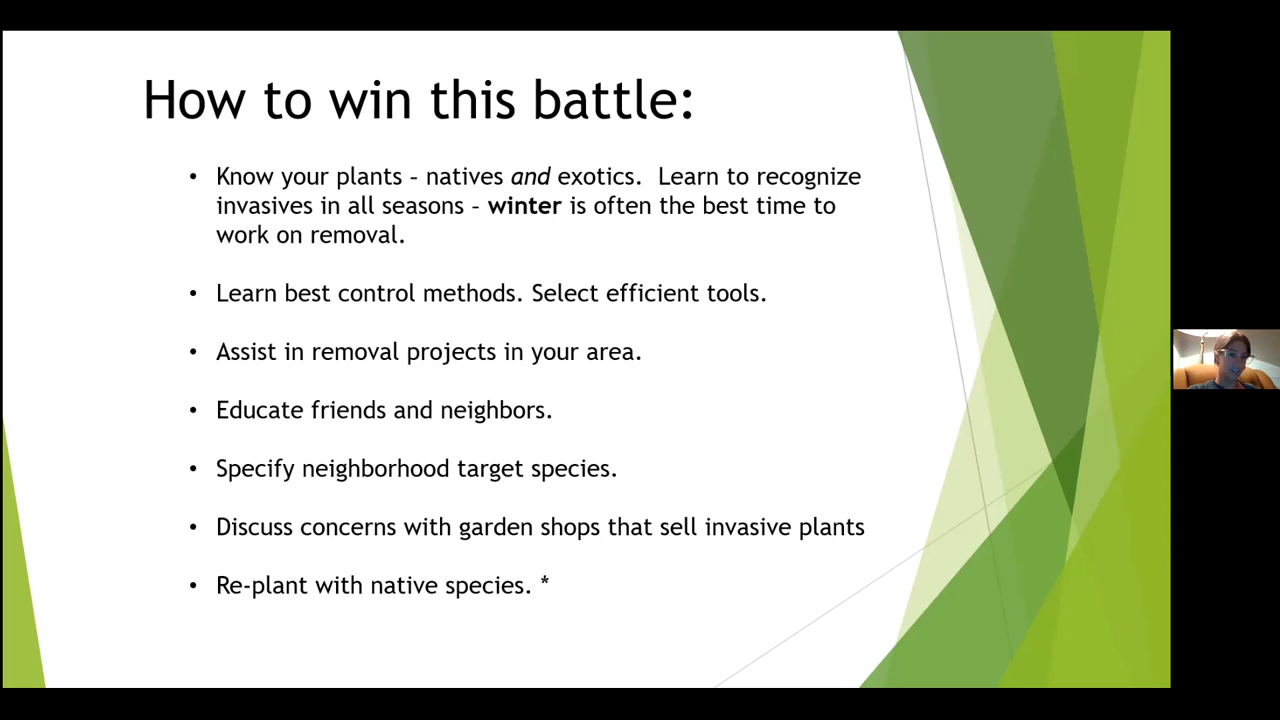 How to win this battle:
• Know your plants – natives and exotics.  Learn to recognize
invasives in all seasons – winter is often the best time to
work on removal.
• Learn best control methods. Select efficient tools.
• Assist in removal projects in your area.
• Educate friends and neighbors.
• Specify neighborhood target species.
• Discuss concerns with garden shops that sell invasive plants
• Re-plant with native species. *